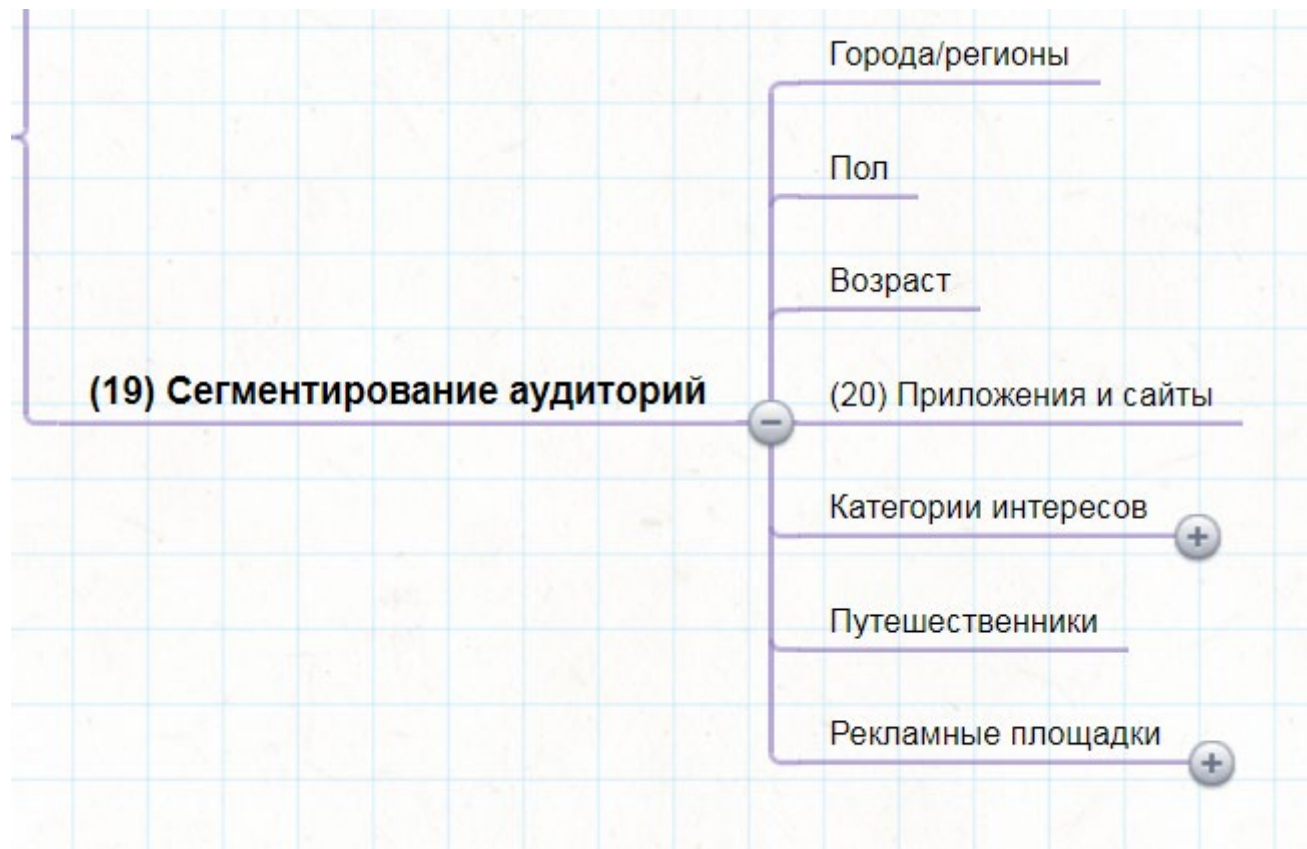 Города/регионы
Пол
Возраст
(19) Сегментирование аудиторий
(20) Приложения и сайты
Категории интересов
Путешественники
Рекламные площадки